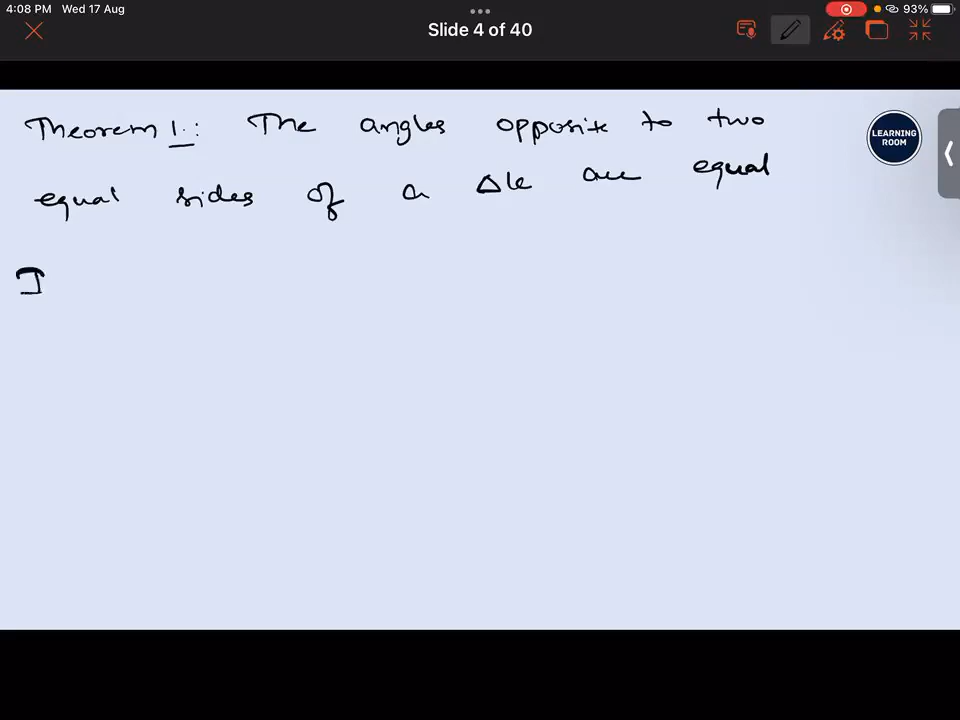 4:08 PM Wed 17 Aug
93%
Slide 4 of 40
Theorem 1: The angles opposite to two
equal sides of a Δle are equal
LEARNING
ROOM
I